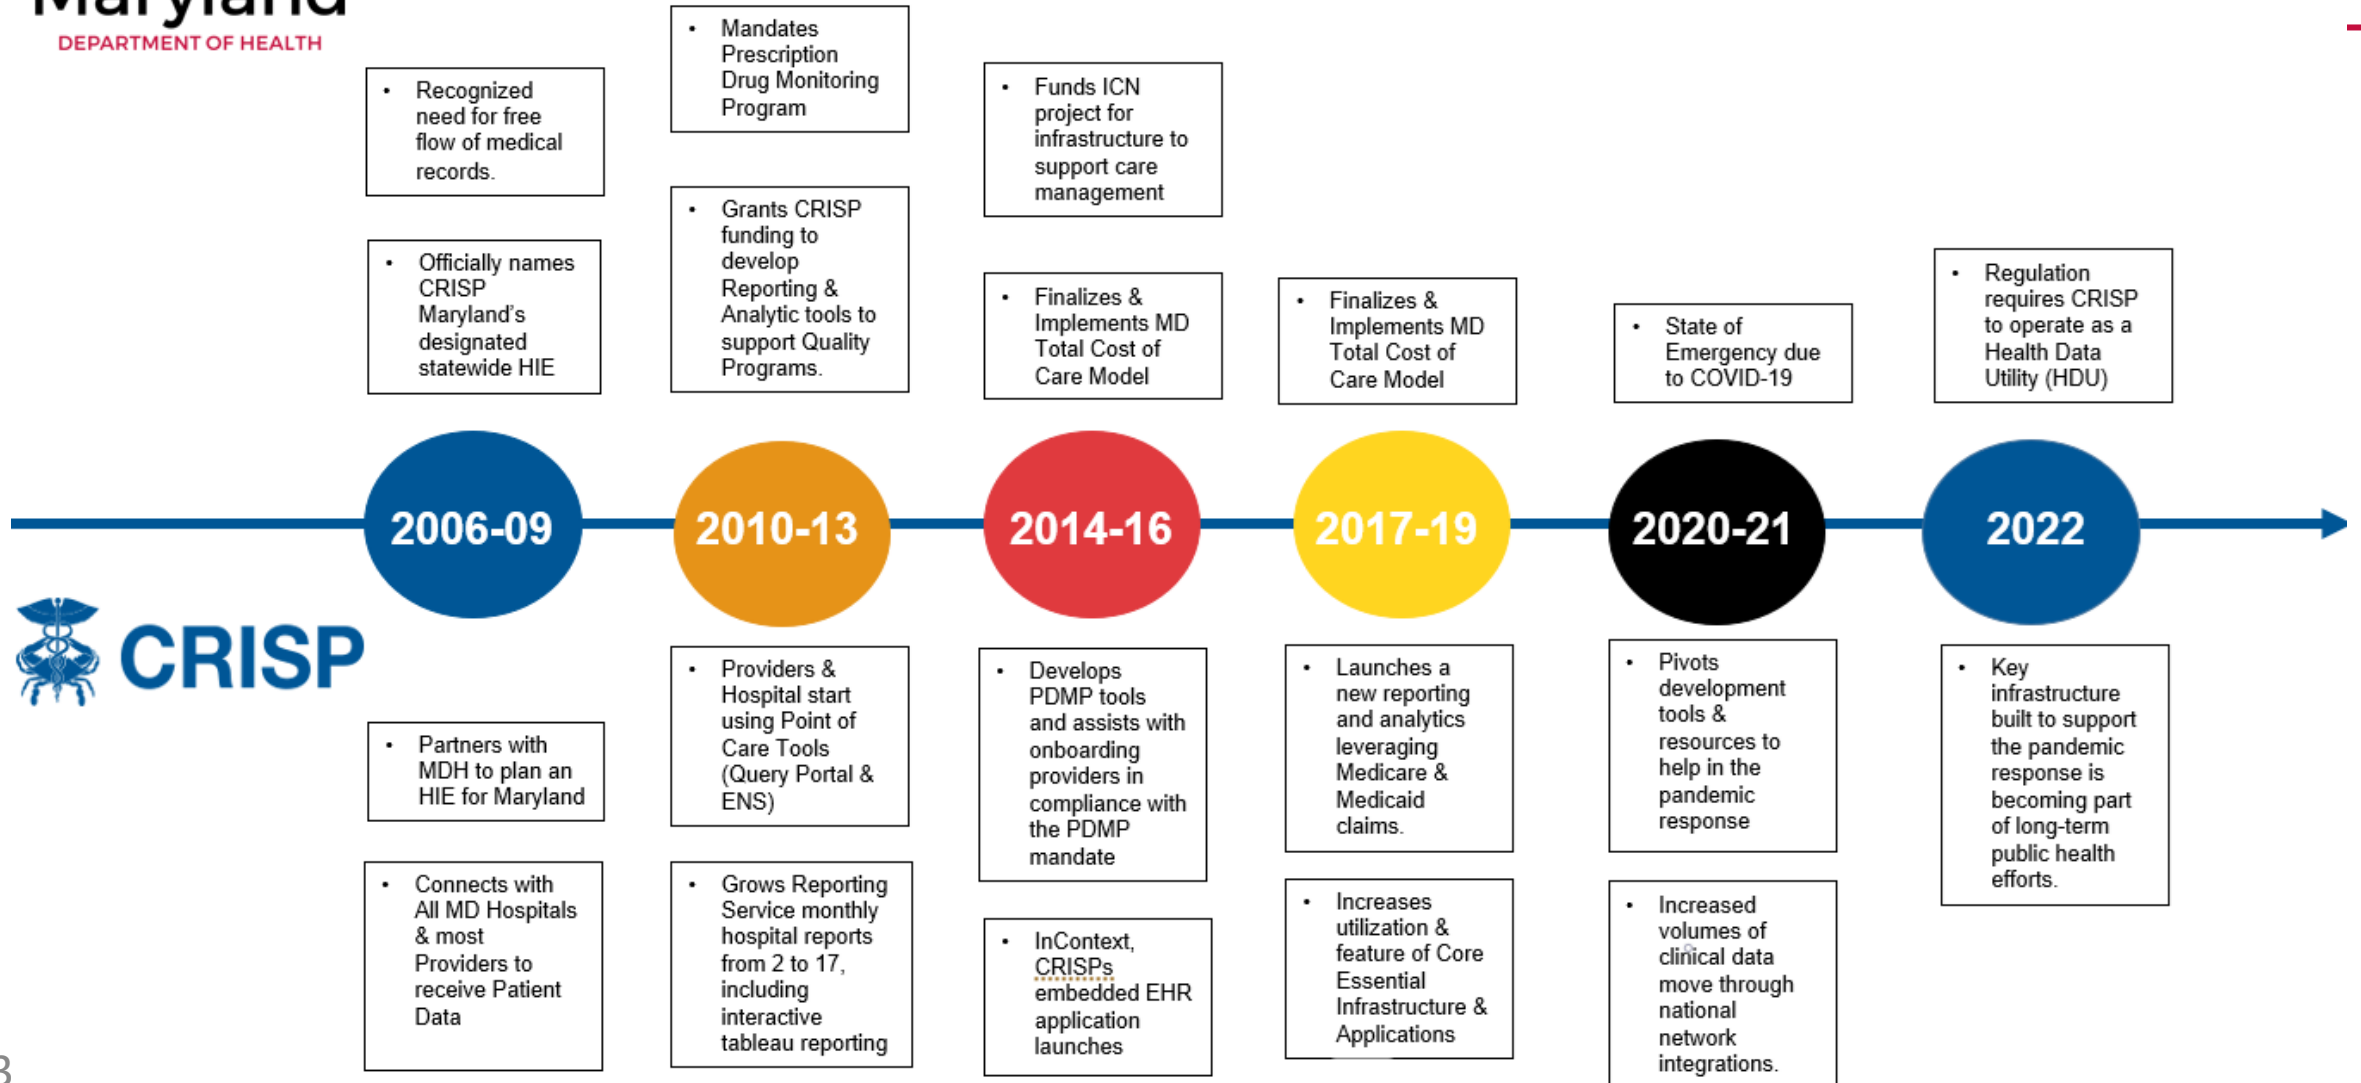 Maryland
DEPARTMENT OF HEALTH
• Recognized
need for free
flow of medical
records.
• Officially names
CRISP
Maryland's
designated
statewide HIE
• Mandates
Prescription
Drug Monitoring
Program
• Grants CRISP
funding to
develop
Reporting &
Analytic tools to
support Quality
Programs.
• Funds ICN
project for
infrastructure to
support care
management
• Finalizes &
Implements MD
Total Cost of
Care Model
• Finalizes &
Implements MD
Total Cost of
Care Model
• State of
Emergency due
to COVID-19
• Regulation
requires CRISP
to operate as a
Health Data
Utility (HDU)
2006-09
2010-13
2014-16
2017-19
2020-21
2022
CRISP
• Partners with
MDH to plan an
HIE for Maryland
• Connects with
All MD Hospitals
& most
Providers to
receive Patient
Data
• Providers &
Hospital start
using Point of
Care Tools
(Query Portal &
ENS)
• Grows Reporting
Service monthly
hospital reports
from 2 to 17,
including
interactive
tableau reporting
• Develops
PDMP tools
and assists with
onboarding
providers in
compliance with
the PDMP
mandate
• InContext,
CRISPs
embedded EHR
application
launches
• Launches a
new reporting
and analytics
leveraging
Medicare &
Medicaid
claims.
• Increases
utilization &
feature of Core
Essential
Infrastructure &
Applications
• Pivots
development
tools &
resources to
help in the
pandemic
response
• Increased
volumes of
clinical data
move through
national
network
integrations.
• Key
infrastructure
built to support
the pandemic
response is
becoming part
of long-term
public health
efforts.
3